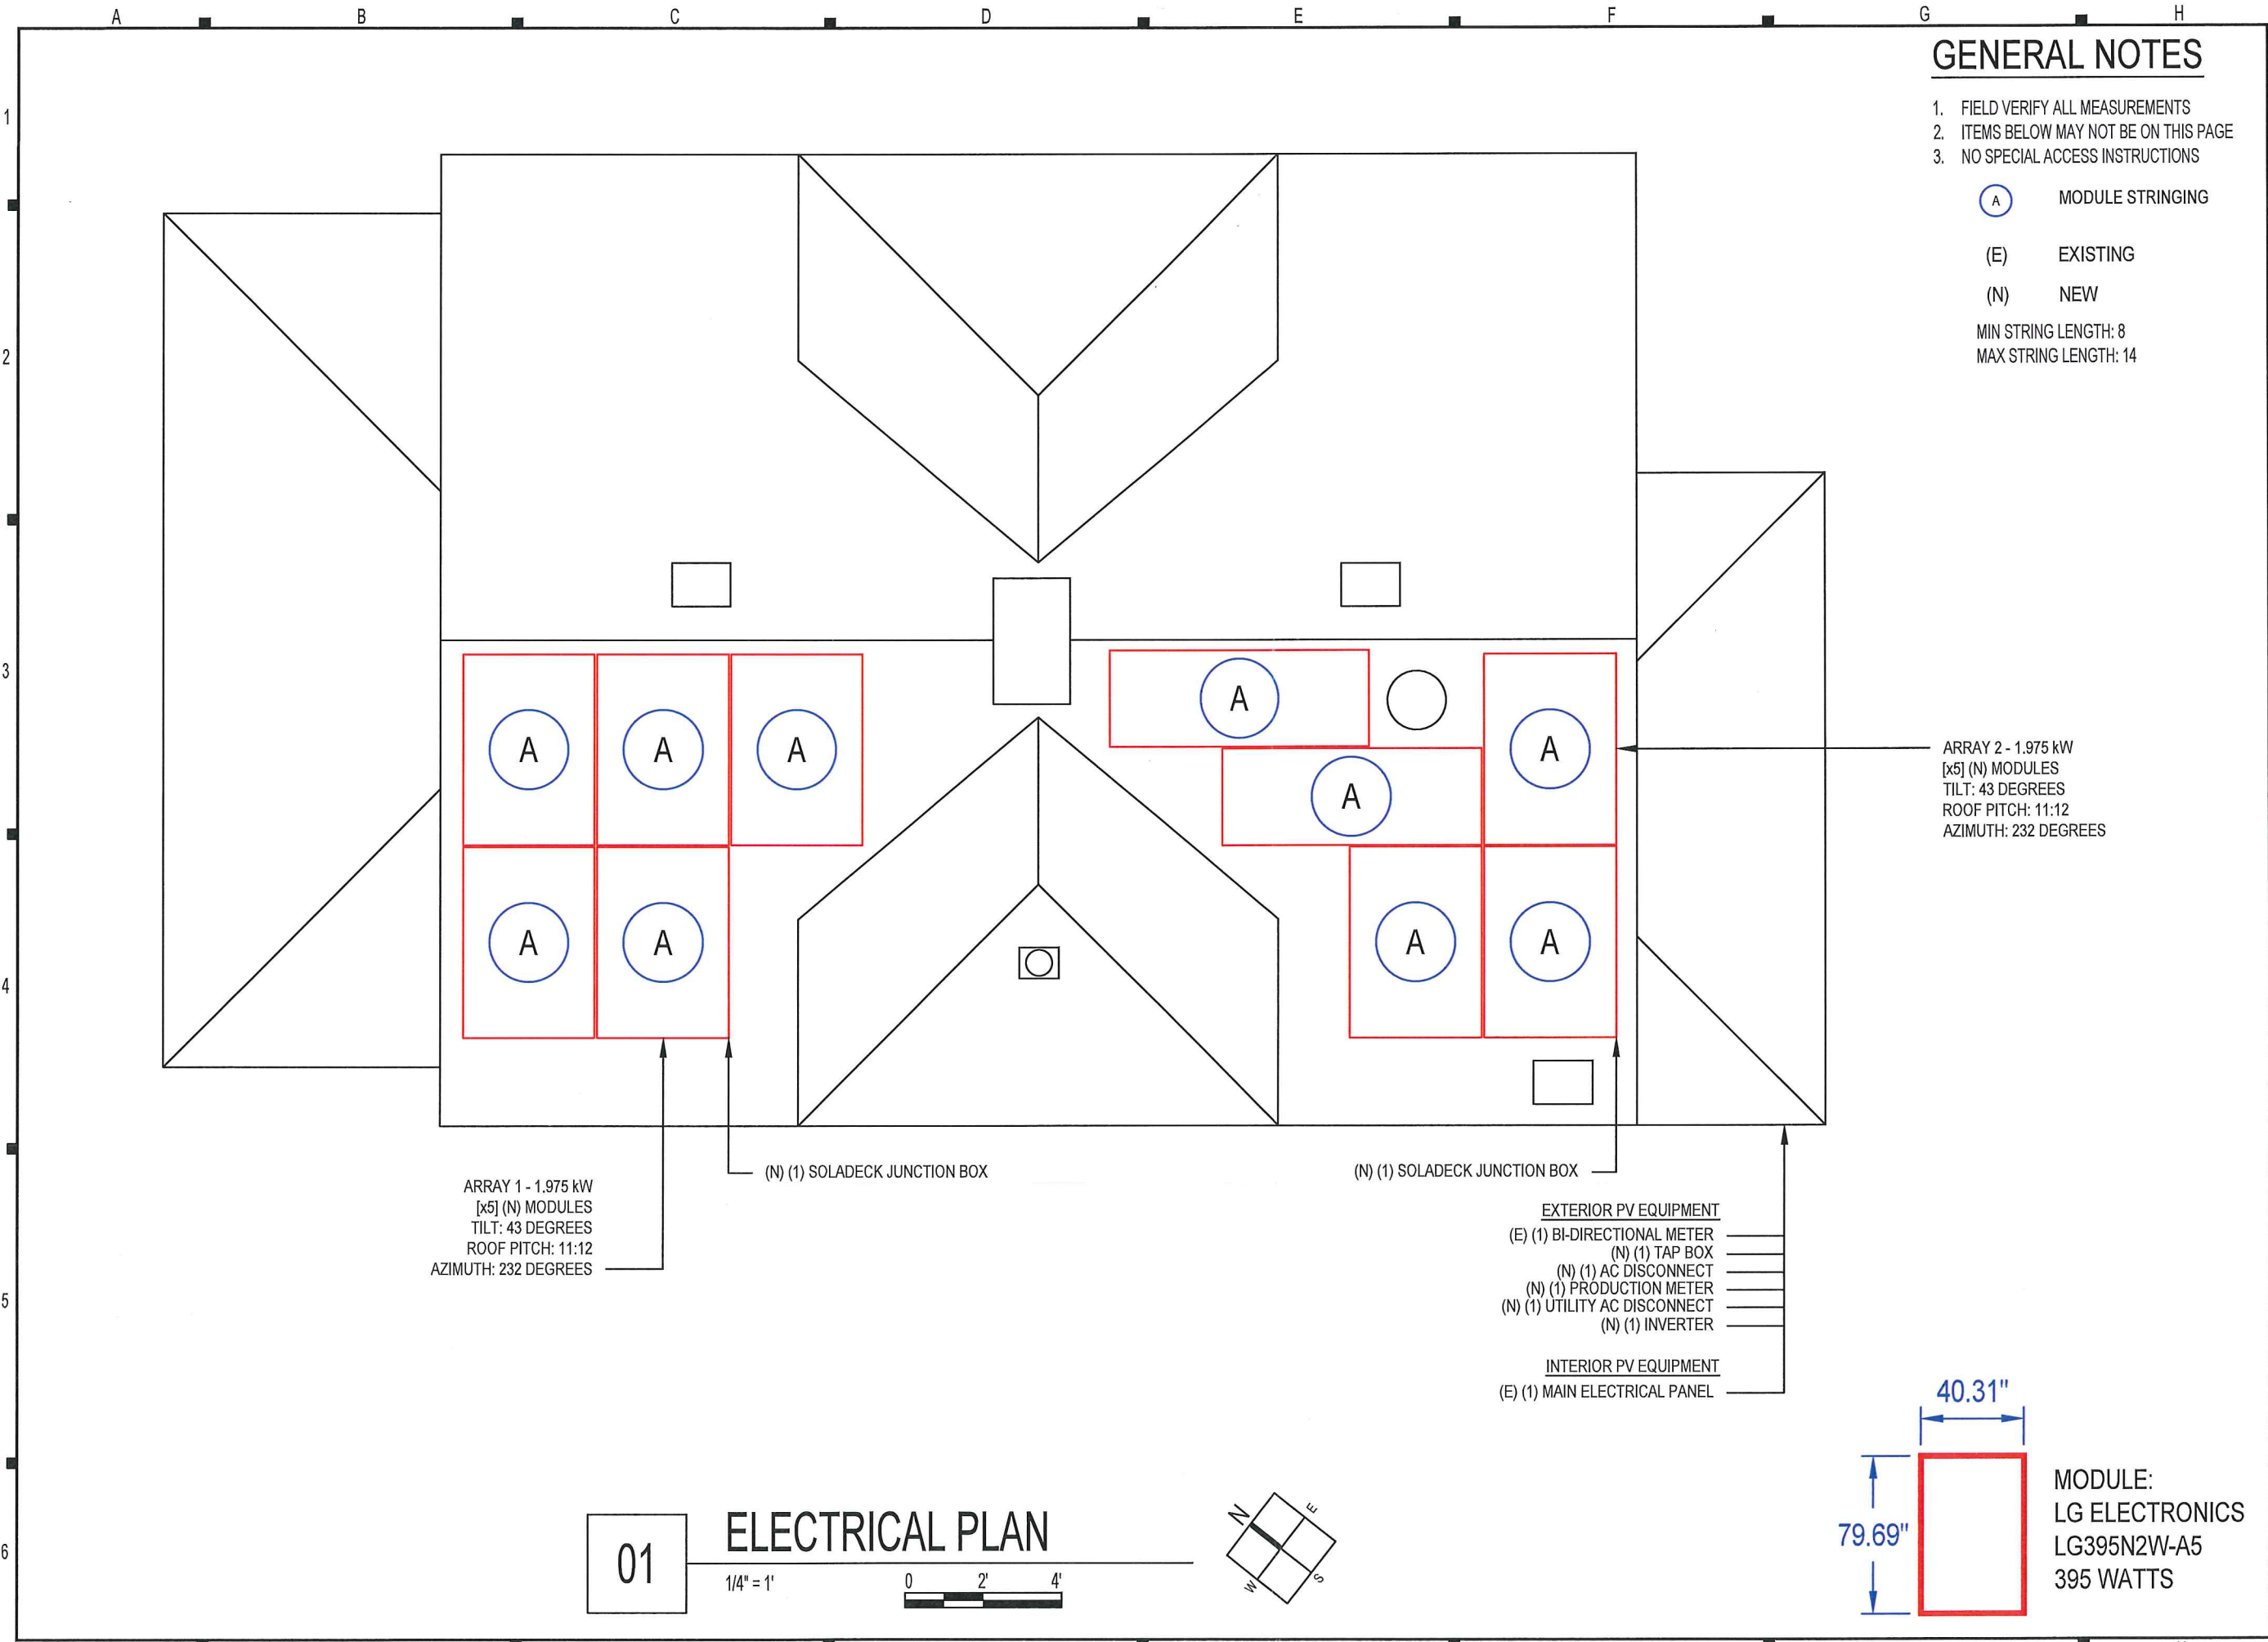 A B C D E F G H
1
2
3
4
5
6
GENERAL NOTES
1. FIELD VERIFY ALL MEASUREMENTS
2. ITEMS BELOW MAY NOT BE ON THIS PAGE
3. NO SPECIAL ACCESS INSTRUCTIONS
A MODULE STRINGING
(E) EXISTING
(N) NEW
MIN STRING LENGTH: 8
MAX STRING LENGTH: 14
A A A
A A
A
A
A
A A
ARRAY 2 - 1.975 kW
[x5] (N) MODULES
TILT: 43 DEGREES
ROOF PITCH: 11:12
AZIMUTH: 232 DEGREES
ARRAY 1 - 1.975 kW
[x5] (N) MODULES
TILT: 43 DEGREES
ROOF PITCH: 11:12
AZIMUTH: 232 DEGREES
(N) (1) SOLADECK JUNCTION BOX
(N) (1) SOLADECK JUNCTION BOX
EXTERIOR PV EQUIPMENT
(E) (1) BI-DIRECTIONAL METER
(N) (1) TAP BOX
(N) (1) AC DISCONNECT
(N) (1) PRODUCTION METER
(N) (1) UTILITY AC DISCONNECT
(N) (1) INVERTER
INTERIOR PV EQUIPMENT
(E) (1) MAIN ELECTRICAL PANEL
01
ELECTRICAL PLAN
1/4" = 1'
0 2' 4'
N E
W S
40.31"
79.69"
MODULE:
LG ELECTRONICS
LG395N2W-A5
395 WATTS